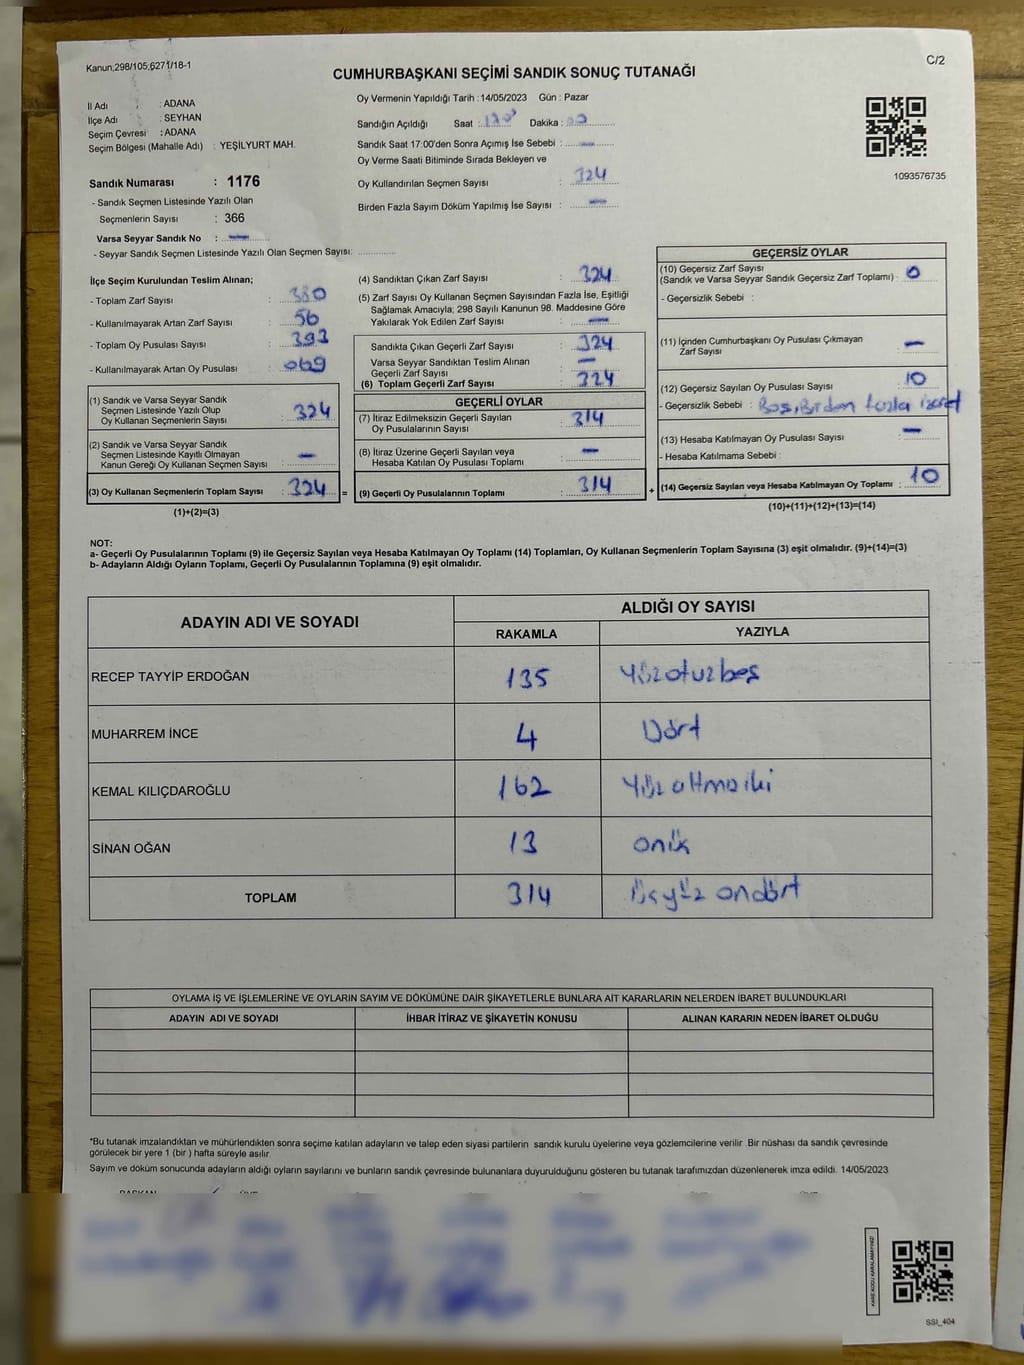 Kanun;298/105,6271/18-1
C/2
CUMHURBAŞKANI SEÇİMİ SANDIK SONUÇ TUTANAĞI
İl Adı : ADANA
İlçe Adı : SEYHAN
Seçim Çevresi : ADANA
Seçim Bölgesi (Mahalle Adı) : YEŞİLYURT MAH.
Sandık Numarası : 1176
- Sandık Seçmen Listesinde Yazılı Olan
Seçmenlerin Sayısı : 366
Varsa Seyyar Sandık No : —
- Seyyar Sandık Seçmen Listesinde Yazılı Olan Seçmen Sayısı: ............
Oy Vermenin Yapıldığı Tarih : 14/05/2023 Gün : Pazar
Sandığın Açıldığı Saat : Dakika :
Sandık Saat 17:00'den Sonra Açımış İse Sebebi : —
Oy Verme Saati Bitiminde Sırada Bekleyen ve
Oy Kullandırılan Seçmen Sayısı : 324
Birden Fazla Sayım Döküm Yapılmış İse Sayısı : —
1093576735
İlçe Seçim Kurulundan Teslim Alınan;
- Toplam Zarf Sayısı : 380
- Kullanılmayarak Artan Zarf Sayısı : 56
- Toplam Oy Pusulası Sayısı : 393
- Kullanılmayarak Artan Oy Pusulası : 069
(1) Sandık ve Varsa Seyyar Sandık
Seçmen Listesinde Yazılı Olup
Oy Kullanan Seçmenlerin Sayısı : 324
(2) Sandık ve Varsa Seyyar Sandık
Seçmen Listesinde Kayıtlı Olmayan
Kanun Gereği Oy Kullanan Seçmen Sayısı : —
(3) Oy Kullanan Seçmenlerin Toplam Sayısı : 324 =
(1)+(2)=(3)
(4) Sandıktan Çıkan Zarf Sayısı : 324
(5) Zarf Sayısı Oy Kullanan Seçmen Sayısından Fazla İse, Eşitliği
Sağlamak Amacıyla; 298 Sayılı Kanunun 98. Maddesine Göre
Yakılarak Yok Edilen Zarf Sayısı : —
Sandıkta Çıkan Geçerli Zarf Sayısı : 324
Varsa Seyyar Sandıktan Teslim Alınan
Geçerli Zarf Sayısı : —
(6) Toplam Geçerli Zarf Sayısı : 324
GEÇERLİ OYLAR
(7) İtiraz Edilmeksizin Geçerli Sayılan
Oy Pusulalarının Sayısı : 314
(8) İtiraz Üzerine Geçerli Sayılan veya
Hesaba Katılan Oy Pusulası Toplamı : —
(9) Geçerli Oy Pusulalarının Toplamı : 314 +
GEÇERSİZ OYLAR
(10) Geçersiz Zarf Sayısı
(Sandık ve Varsa Seyyar Sandık Geçersiz Zarf Toplamı) : 0
- Geçersizlik Sebebi :
(11) İçinden Cumhurbaşkanı Oy Pusulası Çıkmayan
Zarf Sayısı : —
(12) Geçersiz Sayılan Oy Pusulası Sayısı : 10
- Geçersizlik Sebebi : Boş, Birden fazla
(13) Hesaba Katılmayan Oy Pusulası Sayısı : —
- Hesaba Katılmama Sebebi :
(14) Geçersiz Sayılan veya Hesaba Katılmayan Oy Toplamı : 10
(10)+(11)+(12)+(13)=(14)
NOT:
a- Geçerli Oy Pusulalarının Toplamı (9) ile Geçersiz Sayılan veya Hesaba Katılmayan Oy Toplamı (14) Toplamları, Oy Kullanan Seçmenlerin Toplam Sayısına (3) eşit olmalıdır. (9)+(14)=(3)
b- Adayların Aldığı Oyların Toplamı, Geçerli Oy Pusulalarının Toplamına (9) eşit olmalıdır.
ADAYIN ADI VE SOYADI
ALDIĞI OY SAYISI
RAKAMLA YAZIYLA
RECEP TAYYİP ERDOĞAN 135 Yüzotuzbeş
MUHARREM İNCE 4 Dört
KEMAL KILIÇDAROĞLU 162 Yüz altmışiki
SİNAN OĞAN 13 onüç
TOPLAM 314 Üçyüz ondört
OYLAMA İŞ VE İŞLEMLERİNE VE OYLARIN SAYIM VE DÖKÜMÜNE DAİR ŞİKAYETLERLE BUNLARA AİT KARARLARIN NELERDEN İBARET BULUNDUKLARI
ADAYIN ADI VE SOYADI İHBAR İTİRAZ VE ŞİKAYETİN KONUSU ALINAN KARARIN NEDEN İBARET OLDUĞU
*Bu tutanak imzalandıktan ve mühürlendikten sonra seçime katılan adayların ve talep eden siyasi partilerin sandık kurulu üyelerine veya gözlemcilerine verilir .Bir nüshası da sandık çevresinde
görülecek bir yere 1 (bir ) hafta süreyle asılır.
Sayım ve döküm sonucunda adayların aldığı oyların sayılarını ve bunların sandık çevresinde bulunanlara duyurulduğunu gösteren bu tutanak tarafımızdan düzenlenerek imza edildi. 14/05/2023
KARE KODU KARALAMAYINIZ!
SSI_404